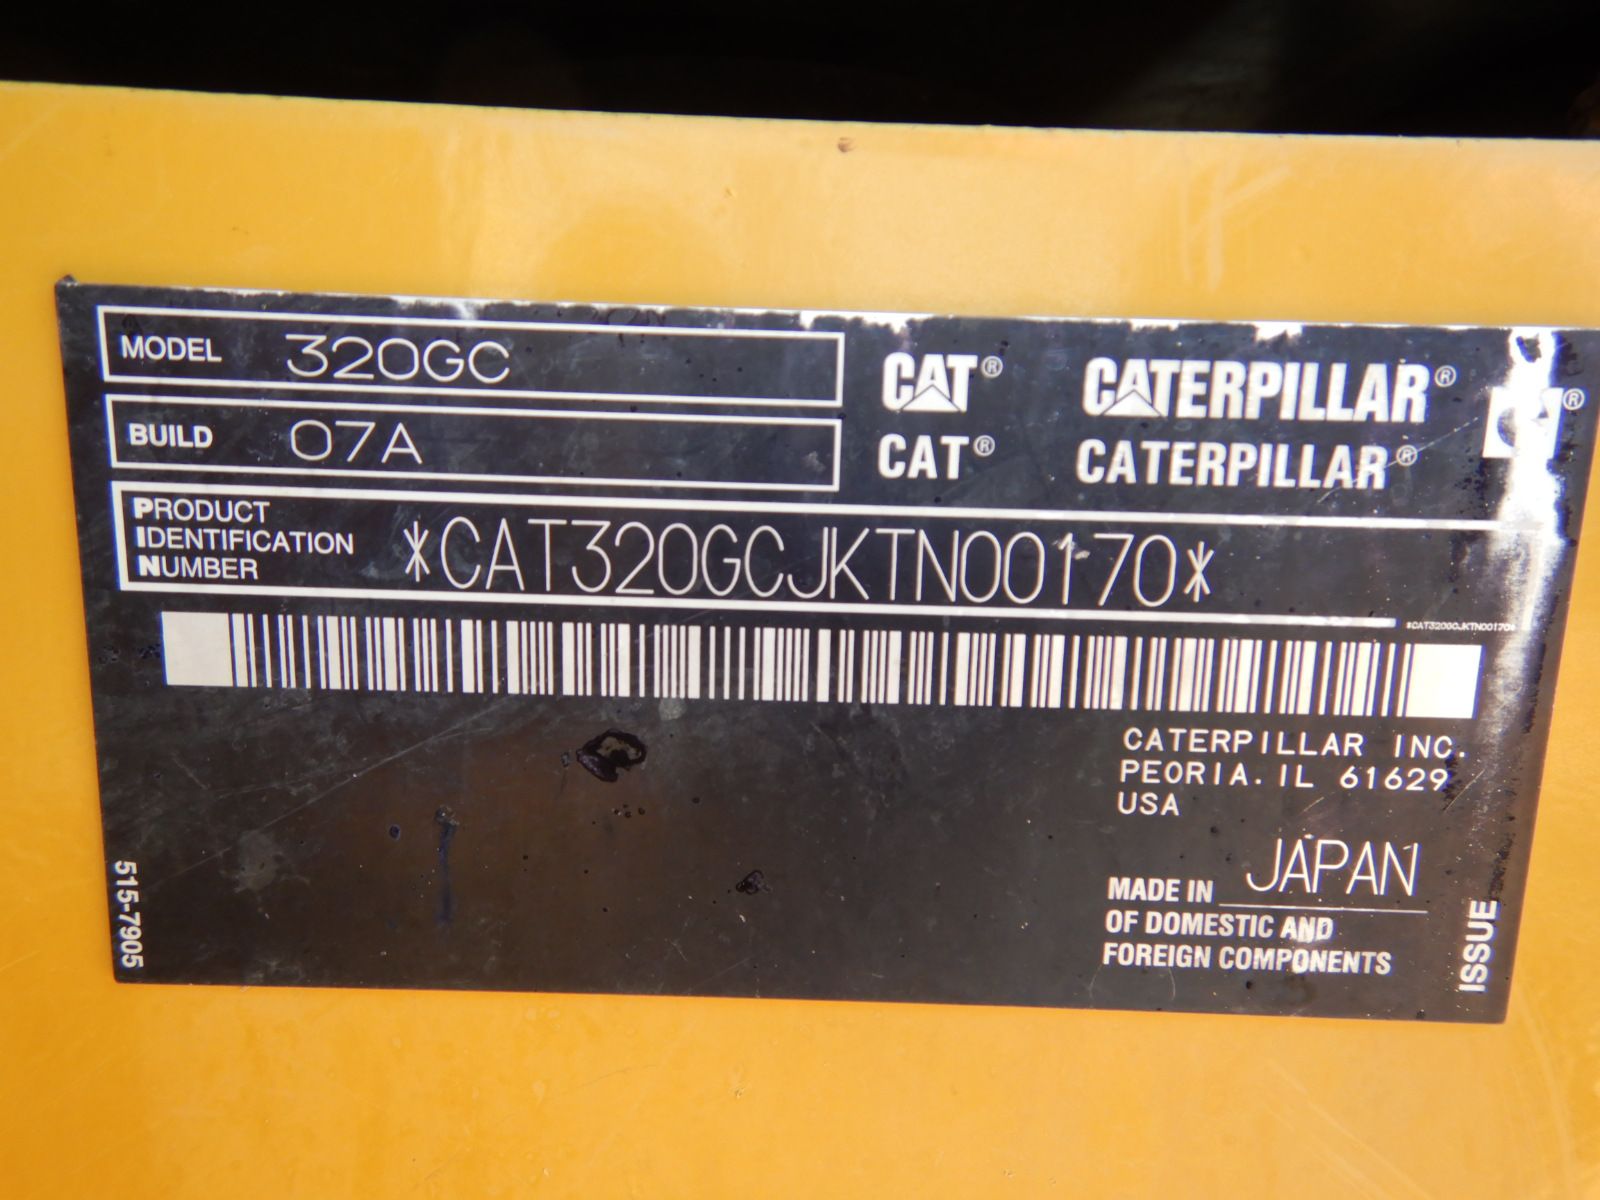 MODEL 320GC
BUILD 07A
CAT® CATERPILLAR® ®
CAT® CATERPILLAR®
PRODUCT
IDENTIFICATION
NUMBER
*CAT320GCJKTN00170*
*CAT320GCJKTN00170*
CATERPILLAR INC.
PEORIA. IL 61629
USA
MADE IN JAPAN
OF DOMESTIC AND
FOREIGN COMPONENTS
515-7905
ISSUE